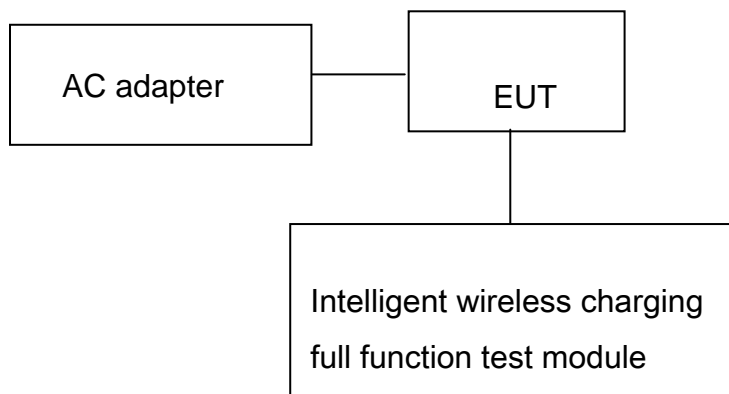 AC adapter
EUT
Intelligent wireless charging
full function test module